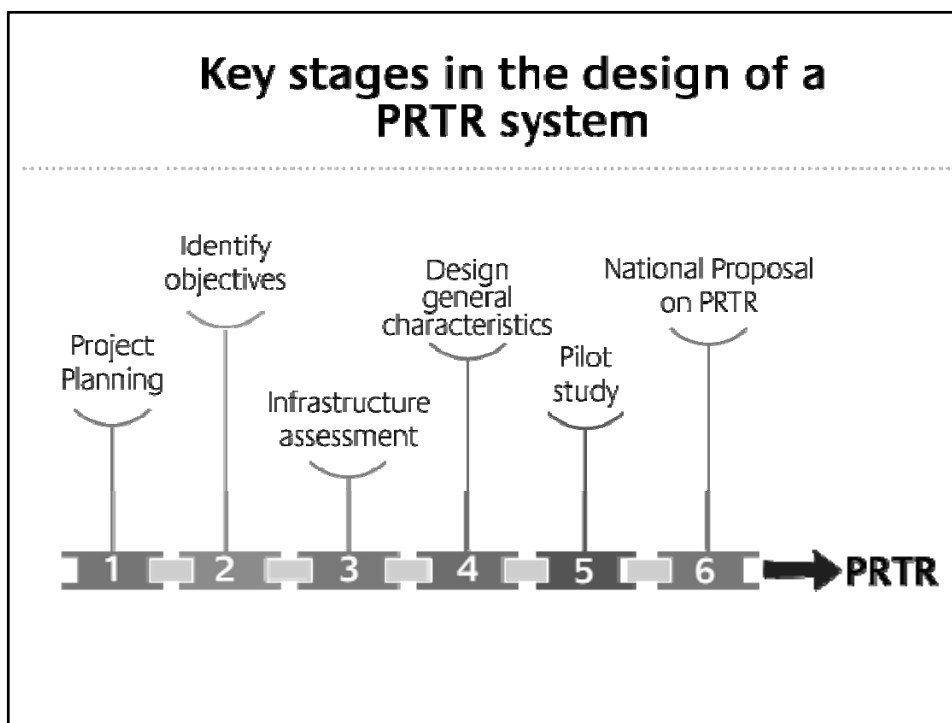 Key stages in the design of a
PRTR system
Project
Planning
Identify
objectives
Infrastructure
assessment
Design
general
characteristics
Pilot
study
National Proposal
on PRTR
1 2 3 4 5 6 PRTR